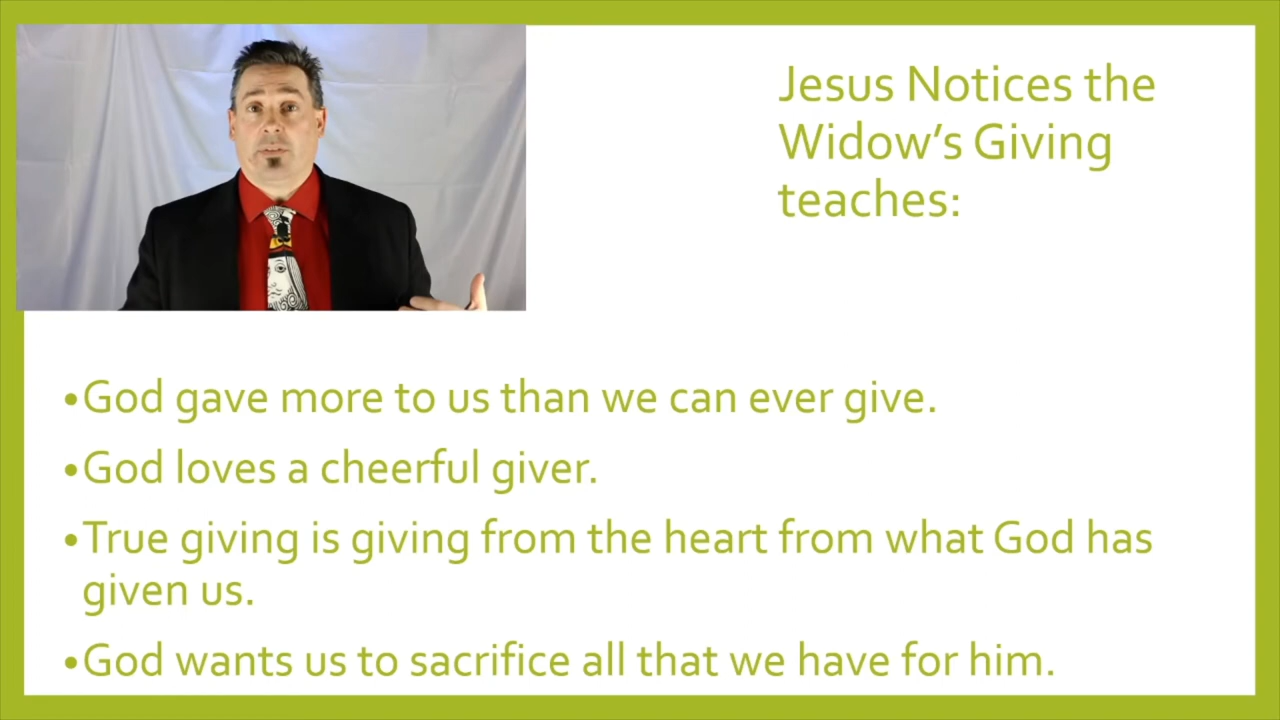 Jesus Notices the
Widow’s Giving
teaches:
•God gave more to us than we can ever give.
•God loves a cheerful giver.
•True giving is giving from the heart from what God has
given us.
•God wants us to sacrifice all that we have for him.